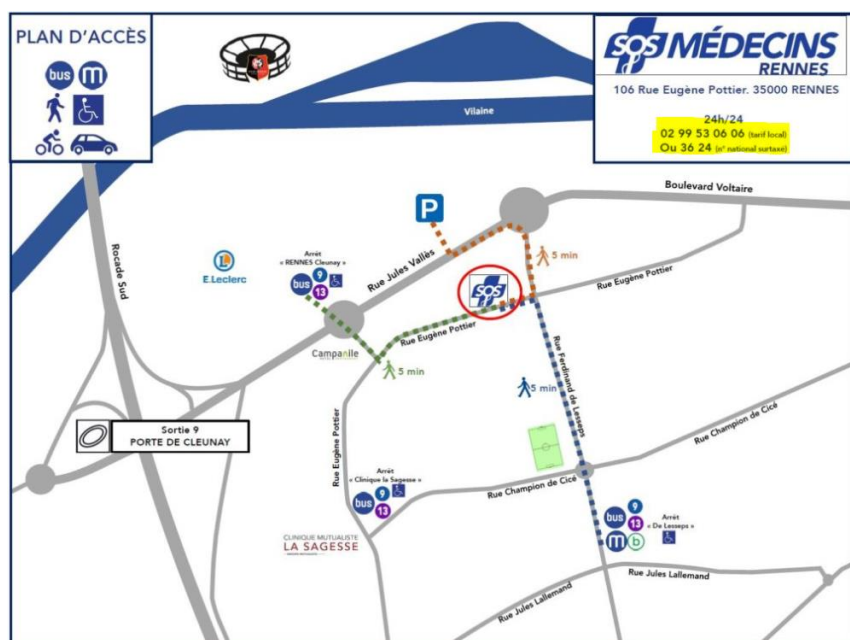 PLAN D'ACCÈS
bus m
SOS MÉDECINS
RENNES
106 Rue Eugène Pottier. 35000 RENNES
24h/24
02 99 53 06 06 (tarif local)
Ou 36 24 (n° national surtaxé)
Vilaine
Boulevard Voltaire
P
Rocade Sud
E.Leclerc
Arrêt
« RENNES Cleunay »
bus 9
13
Rue Jules Vallès
5 min
SOS
Rue Eugène Pottier
Rue Eugène Pottier
Campanile
5 min
5 min
Rue Ferdinand de Lesseps
Sortie 9
PORTE DE CLEUNAY
Rue Eugène Pottier
Rue Champion de Cicé
Arrêt
« Clinique la Sagesse »
bus 9
13
Rue Champion de Cicé
bus 9
13
m b
Arrêt
« De Lesseps »
CLINIQUE MUTUALISTE
LA SAGESSE
Rue Jules Lallemand
Rue Jules Lallemand